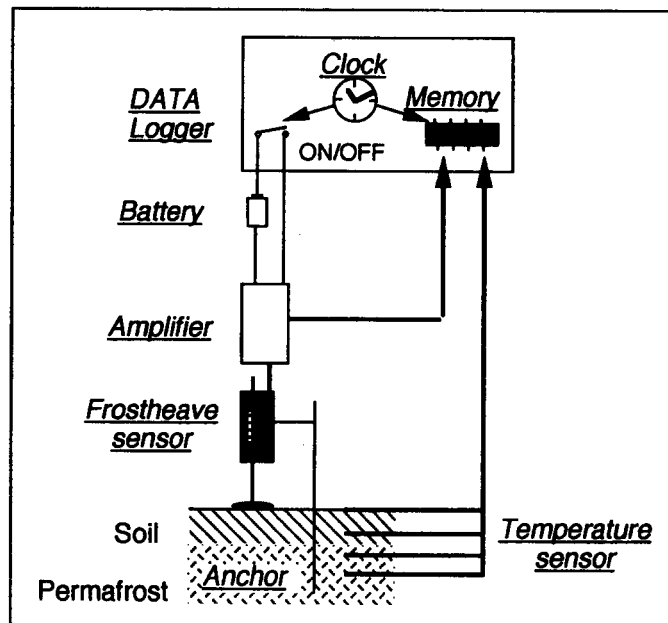 Clock
DATA
Logger
Memory
ON/OFF
Battery
Amplifier
Frostheave
sensor
Soil
Temperature
sensor
Anchor
Permafrost